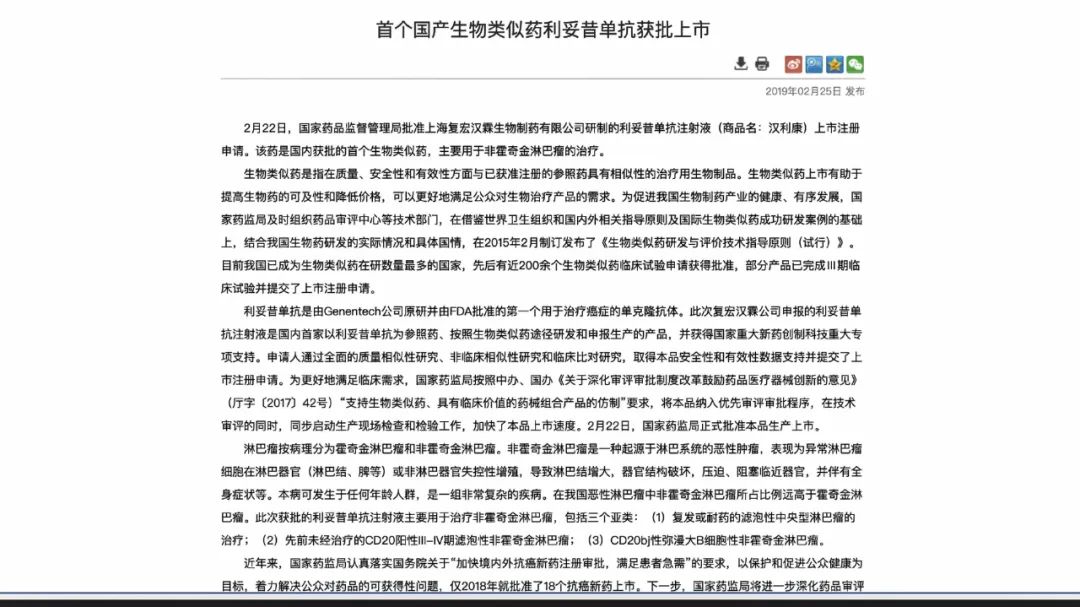 首个国产生物类似药利妥昔单抗获批上市
2019年02月25日 发布
2月22日，国家药品监督管理局批准上海复宏汉霖生物制药有限公司研制的利妥昔单抗注射液（商品名：汉利康）上市注册
申请。该药是国内获批的首个生物类似药，主要用于非霍奇金淋巴瘤的治疗。
生物类似药是指在质量、安全性和有效性方面与已获准注册的参照药具有相似性的治疗用生物制品。生物类似药上市有助于
提高生物药的可及性和降低价格，可以更好地满足公众对生物治疗产品的需求。为促进我国生物制药产业的健康、有序发展，国
家药监局及时组织药品审评中心等技术部门，在借鉴世界卫生组织和国内外相关指导原则及国际生物类似药成功研发案例的基础
上，结合我国生物药研发的实际情况和具体国情，在2015年2月制订发布了《生物类似药研发与评价技术指导原则（试行）》。
目前我国已成为生物类似药在研数量最多的国家，先后有近200余个生物类似药临床试验申请获得批准，部分产品已完成III期临
床试验并提交了上市注册申请。
利妥昔单抗是由Genentech公司原研并由FDA批准的第一个用于治疗癌症的单克隆抗体。此次复宏汉霖公司申报的利妥昔单
抗注射液是国内首家以利妥昔单抗为参照药、按照生物类似药途径研发和申报生产的产品，并获得国家重大新药创制科技重大专
项支持。申请人通过全面的质量相似性研究、非临床相似性研究和临床比对研究，取得本品安全性和有效性数据支持并提交了上
市注册申请。为更好地满足临床需求，国家药监局按照中办、国办《关于深化审评审批制度改革鼓励药品医疗器械创新的意见》
（厅字〔2017〕42号）“支持生物类似药、具有临床价值的药械组合产品的仿制”要求，将本品纳入优先审评审批程序，在技术
审评的同时，同步启动生产现场检查和检验工作，加快了本品上市速度。2月22日，国家药监局正式批准本品生产上市。
淋巴瘤按病理分为霍奇金淋巴瘤和非霍奇金淋巴瘤。非霍奇金淋巴瘤是一种起源于淋巴系统的恶性肿瘤，表现为异常淋巴瘤
细胞在淋巴器官（淋巴结、脾等）或非淋巴器官失控性增殖，导致淋巴结增大、器官结构破坏，压迫、阻塞临近器官，并伴有全
身症状等。本病可发生于任何年龄人群，是一组非常复杂的疾病。在我国恶性淋巴瘤中非霍奇金淋巴瘤所占比例远高于霍奇金淋
巴瘤。此次获批的利妥昔单抗注射液主要用于治疗非霍奇金淋巴瘤，包括三个亚类：（1）复发或耐药的滤泡性中央型淋巴瘤的
治疗；（2）先前未经治疗的CD20阳性III-IV期滤泡性非霍奇金淋巴瘤；（3）CD20bj性弥漫大B细胞性非霍奇金淋巴瘤。
近年来，国家药监局认真落实国务院关于“加快境内外抗癌新药注册审批，满足患者急需”的要求，以保护和促进公众健康为
目标，着力解决公众对药品的可获得性问题，仅2018年就批准了18个抗癌新药上市。下一步，国家药监局将进一步深化药品审评